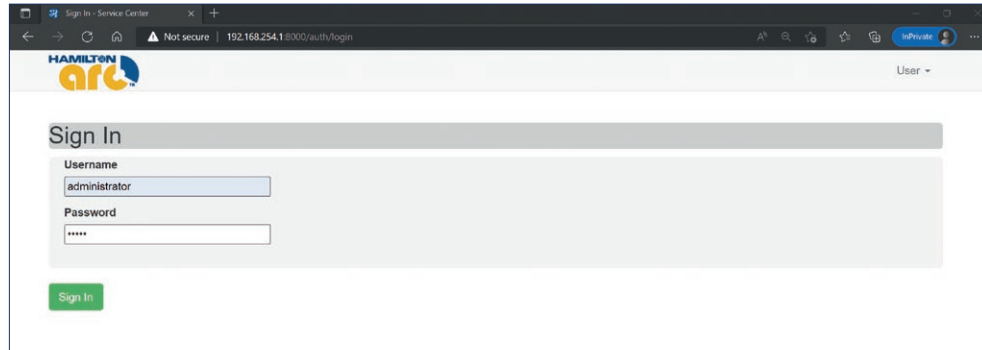 Sign In - Service Center
Not secure | 192.168.254.1:8000/auth/login
InPrivate
HAMILTON
arc™
User
Sign In
Username
administrator
Password
•••••
Sign In